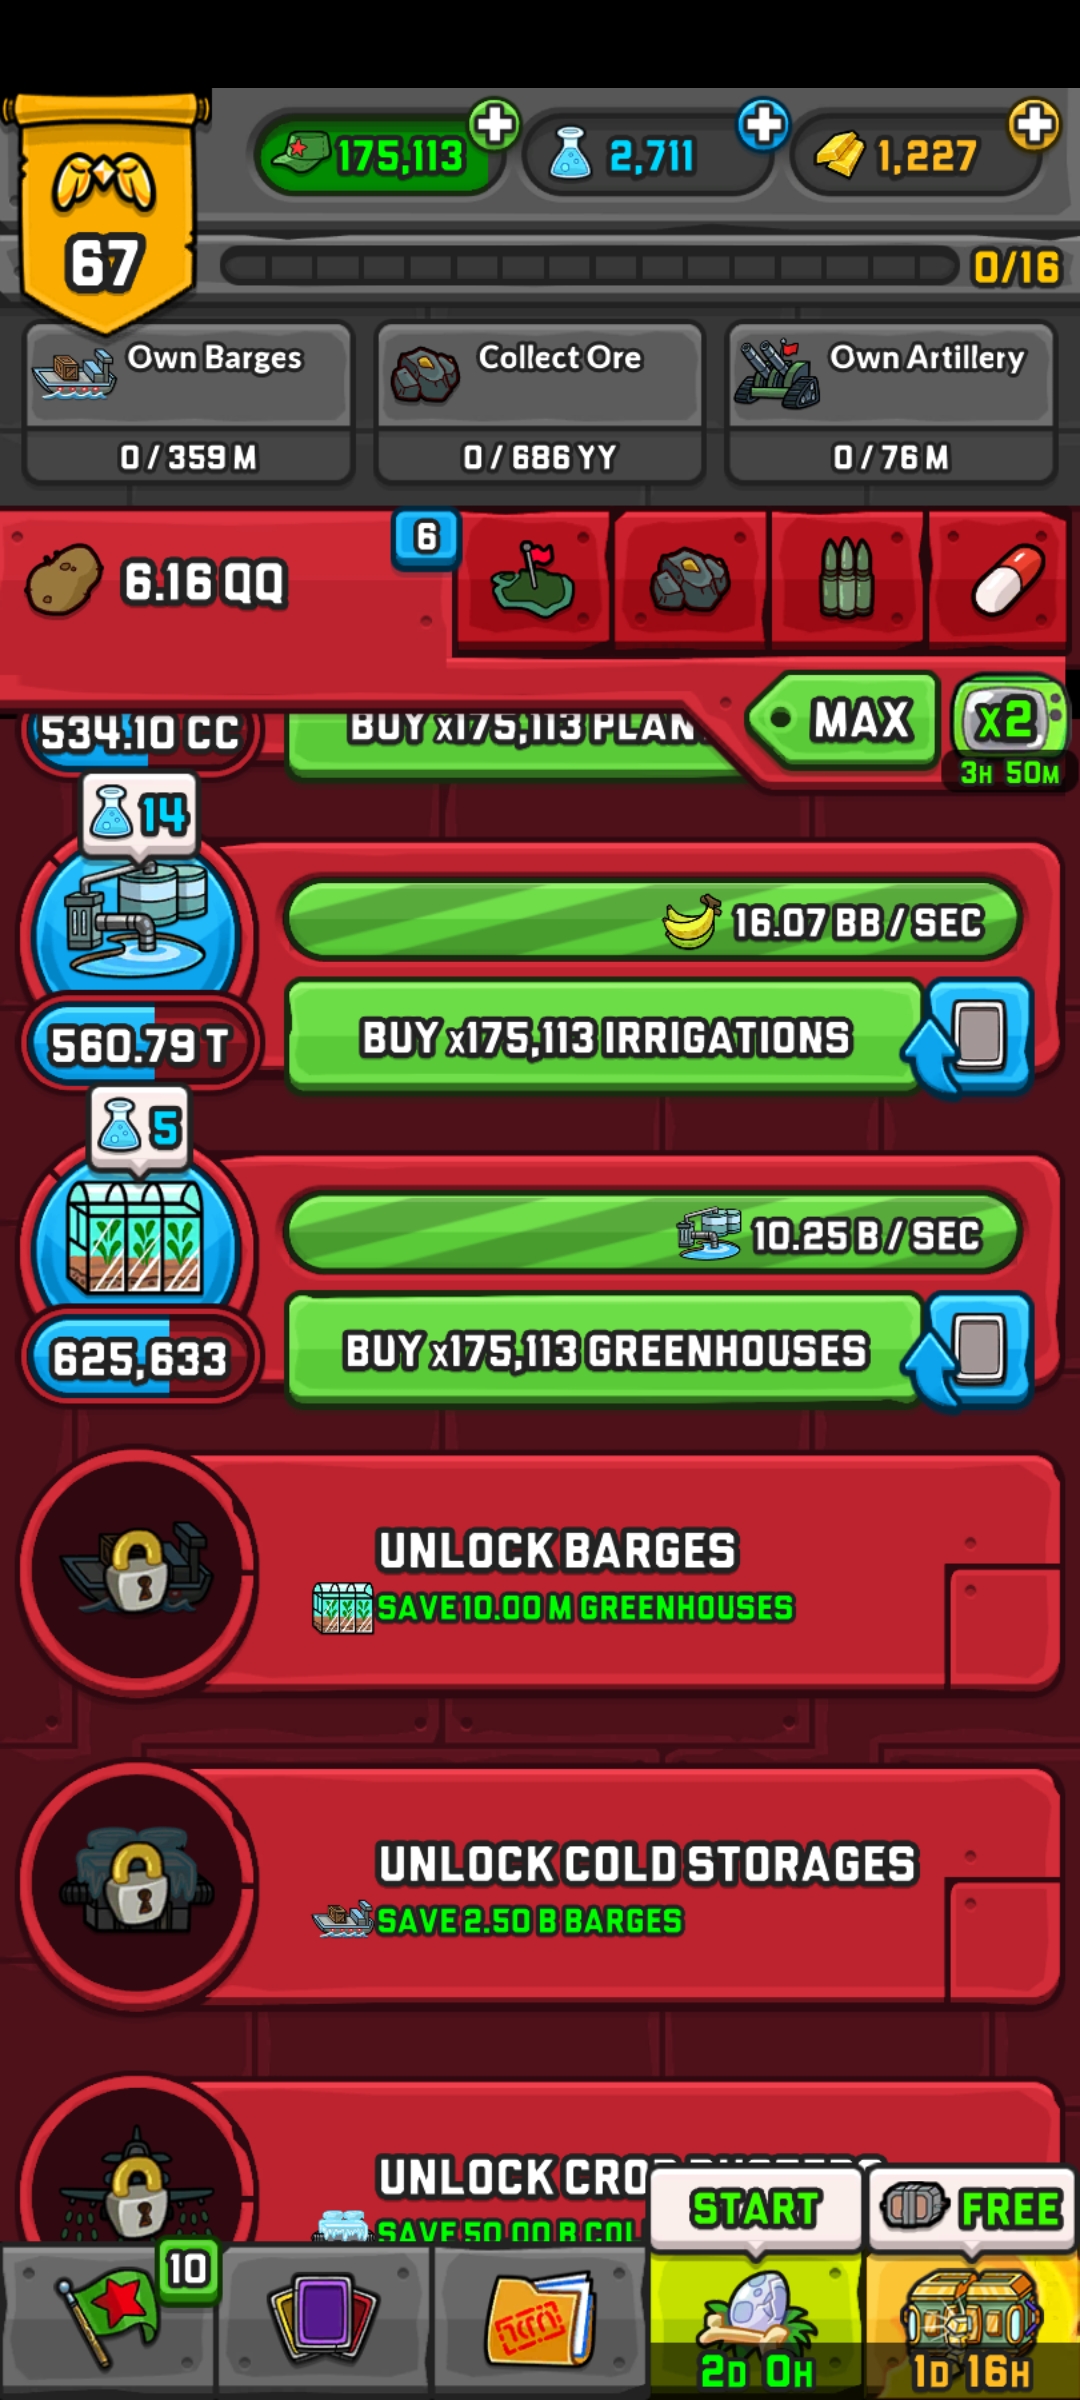 175,113
2,711
1,227
67
0/16
Own Barges
Collect Ore
Own Artillery
0 / 359 M
0 / 686 YY
0 / 76 M
6.16 QQ
6
MAX
x2
3H 50M
534.10 CC
BUY x175,113 PLAN
14
16.07 BB / SEC
560.79 T
BUY x175,113 IRRIGATIONS
5
10.25 B / SEC
625,633
BUY x175,113 GREENHOUSES
UNLOCK BARGES
SAVE 10.00 M GREENHOUSES
UNLOCK COLD STORAGES
SAVE 2.50 B BARGES
UNLOCK CRO
SAVE 50.00 B COL
START
FREE
10
2D 0H
1D 16H